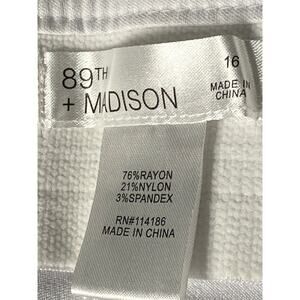 89TH
+ MADISON
16
MADE IN
CHINA
76%RAYON
21%NYLON
3%SPANDEX
RN#114186
MADE IN CHINA